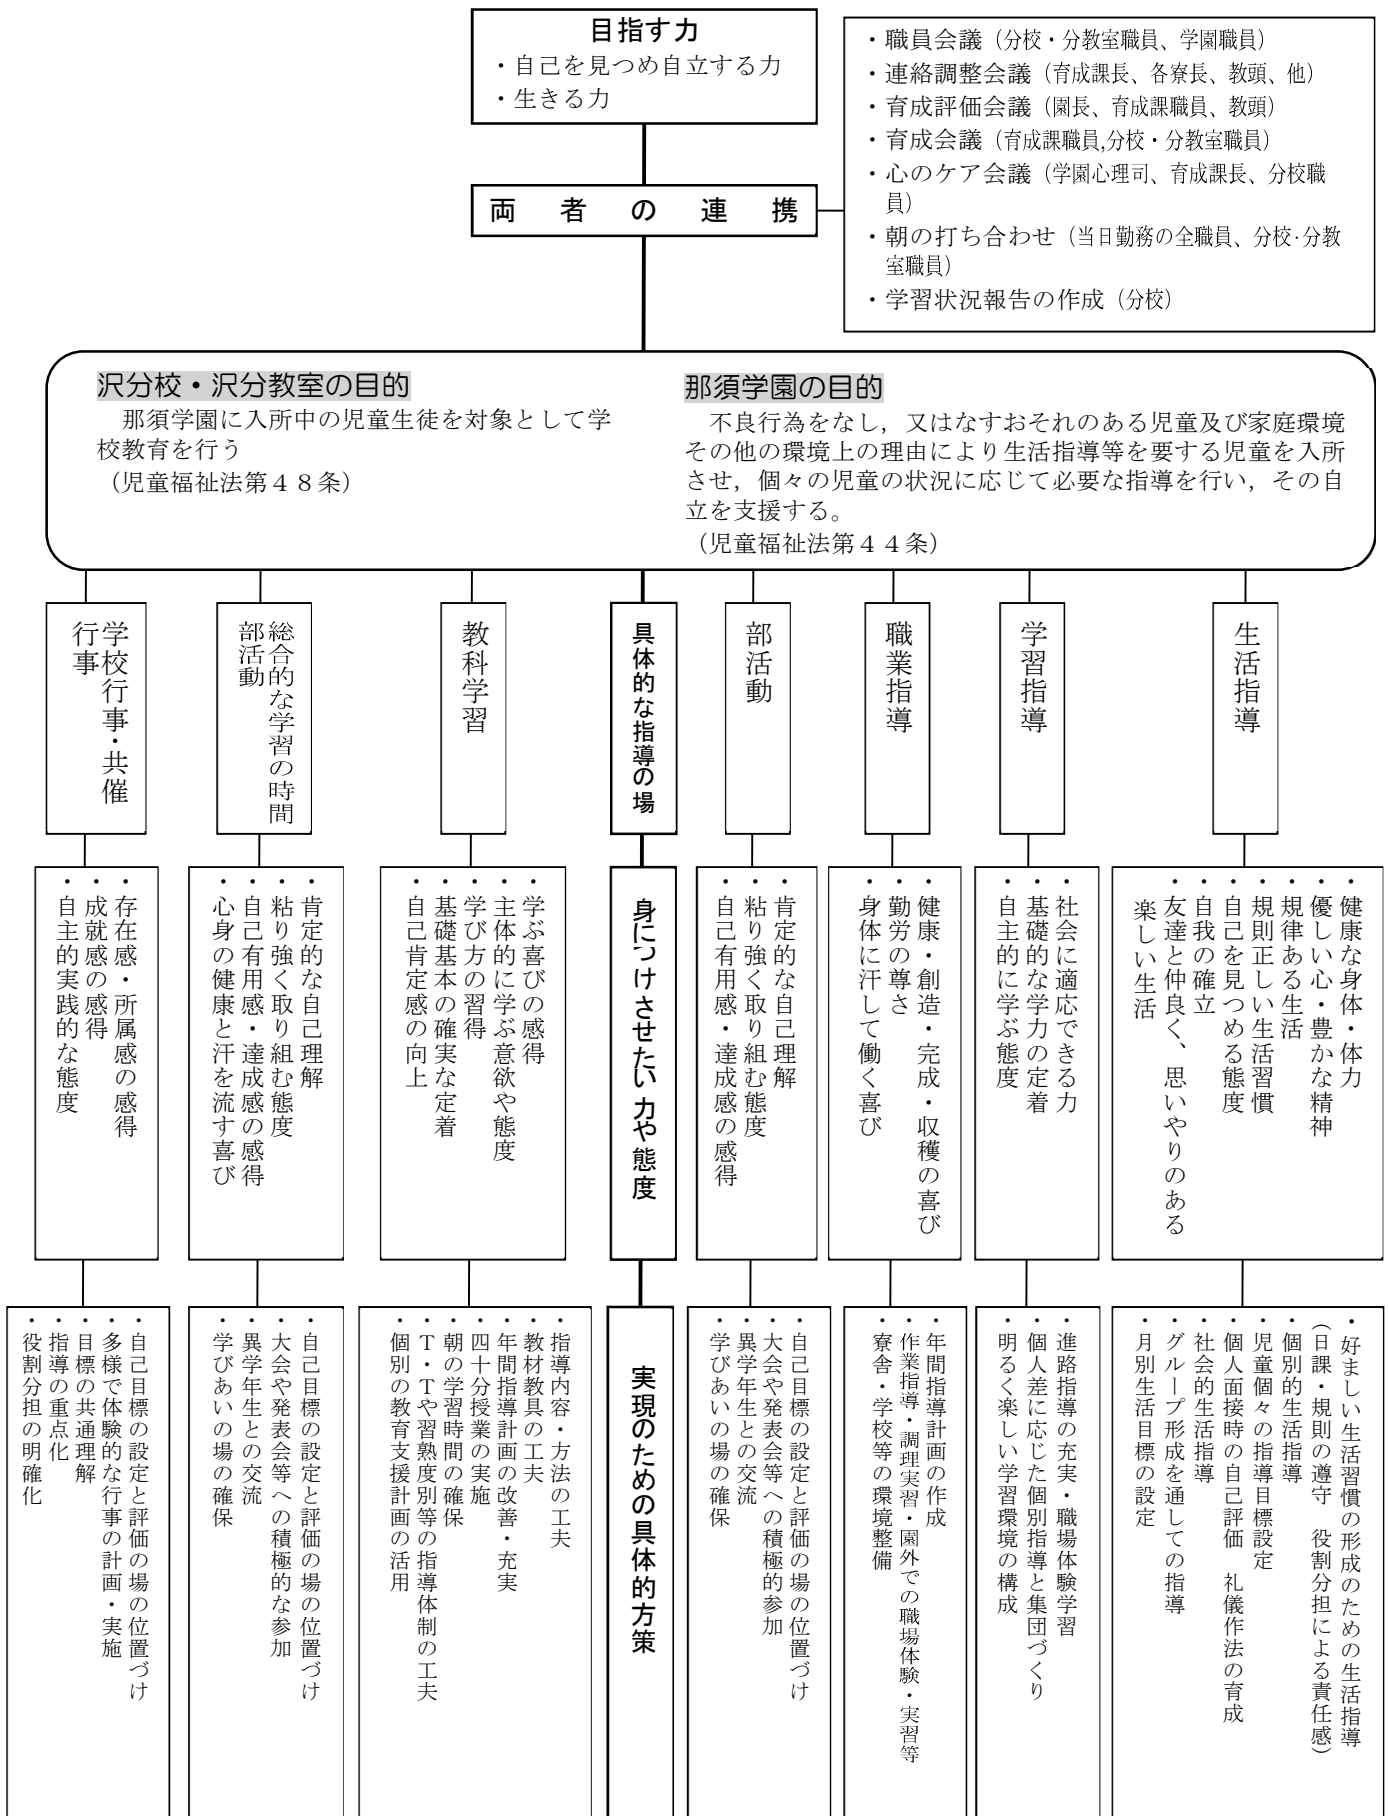 目指す力
・自己を見つめ自立する力
・生きる力
両者の連携
・職員会議（分校・分教室職員、学園職員）
・連絡調整会議（育成課長、各寮長、教頭、他）
・育成評価会議（園長、育成課職員、教頭）
・育成会議（育成課職員,分校・分教室職員）
・心のケア会議（学園心理司、育成課長、分校職
員）
・朝の打ち合わせ（当日勤務の全職員、分校・分教
室職員）
・学習状況報告の作成（分校）
沢分校・沢分教室の目的
那須学園に入所中の児童生徒を対象として学
校教育を行う
（児童福祉法第４８条）
那須学園の目的
不良行為をなし，又はなすおそれのある児童及び家庭環境
その他の環境上の理由により生活指導等を要する児童を入所
させ，個々の児童の状況に応じて必要な指導を行い，その自
立を支援する。
（児童福祉法第４４条）
生活指導
学習指導
職業指導
部活動
具体的な指導の場
教科学習
総合的な学習の時間
部活動
学校行事・共催
行事
・健康な身体・体力
・優しい心・豊かな精神
・規律ある生活
・規則正しい生活習慣
・自己を見つめる態度
・自我の確立
・友達と仲良く、思いやりのある
楽しい生活
・社会に適応できる力
・基礎的な学力の定着
・自主的に学ぶ態度
・健康・創造・完成・収穫の喜び
・勤労の尊さ
・身体に汗して働く喜び
・肯定的な自己理解
・粘り強く取り組む態度
・自己有用感・達成感の感得
身につけさせたい力や態度
・学ぶ喜びの感得
・主体的に学ぶ意欲や態度
・学び方の習得
・基礎基本の確実な定着
・自己肯定感の向上
・肯定的な自己理解
・粘り強く取り組む態度
・自己有用感・達成感の感得
・心身の健康と汗を流す喜び
・存在感・所属感の感得
・成就感の感得
・自主的実践的な態度
・好ましい生活習慣の形成のための生活指導
（日課・規則の遵守　役割分担による責任感）
・個別的生活指導
・児童個々の指導目標設定
・個人面接時の自己評価　礼儀作法の育成
・社会的生活指導
・グループ形成を通しての指導
・月別生活目標の設定
・進路指導の充実・職場体験学習
・個人差に応じた個別指導と集団づくり
・明るく楽しい学習環境の構成
・年間指導計画の作成
・作業指導・調理実習・園外での職場体験・実習等
・寮舎・学校等の環境整備
・自己目標の設定と評価の場の位置づけ
・大会や発表会等への積極的参加
・異学年生との交流
・学びあいの場の確保
実現のための具体的方策
・指導内容・方法の工夫
・教材教具の工夫
・年間指導計画の改善・充実
・四十分授業の実施
・朝の学習時間の確保
・Ｔ・Ｔや習熟度別等の指導体制の工夫
・個別の教育支援計画の活用
・自己目標の設定と評価の場の位置づけ
・大会や発表会等への積極的な参加
・異学年生との交流
・学びあいの場の確保
・自己目標の設定と評価の場の位置づけ
・多様で体験的な行事の計画・実施
・目標の共通理解
・指導の重点化
・役割分担の明確化